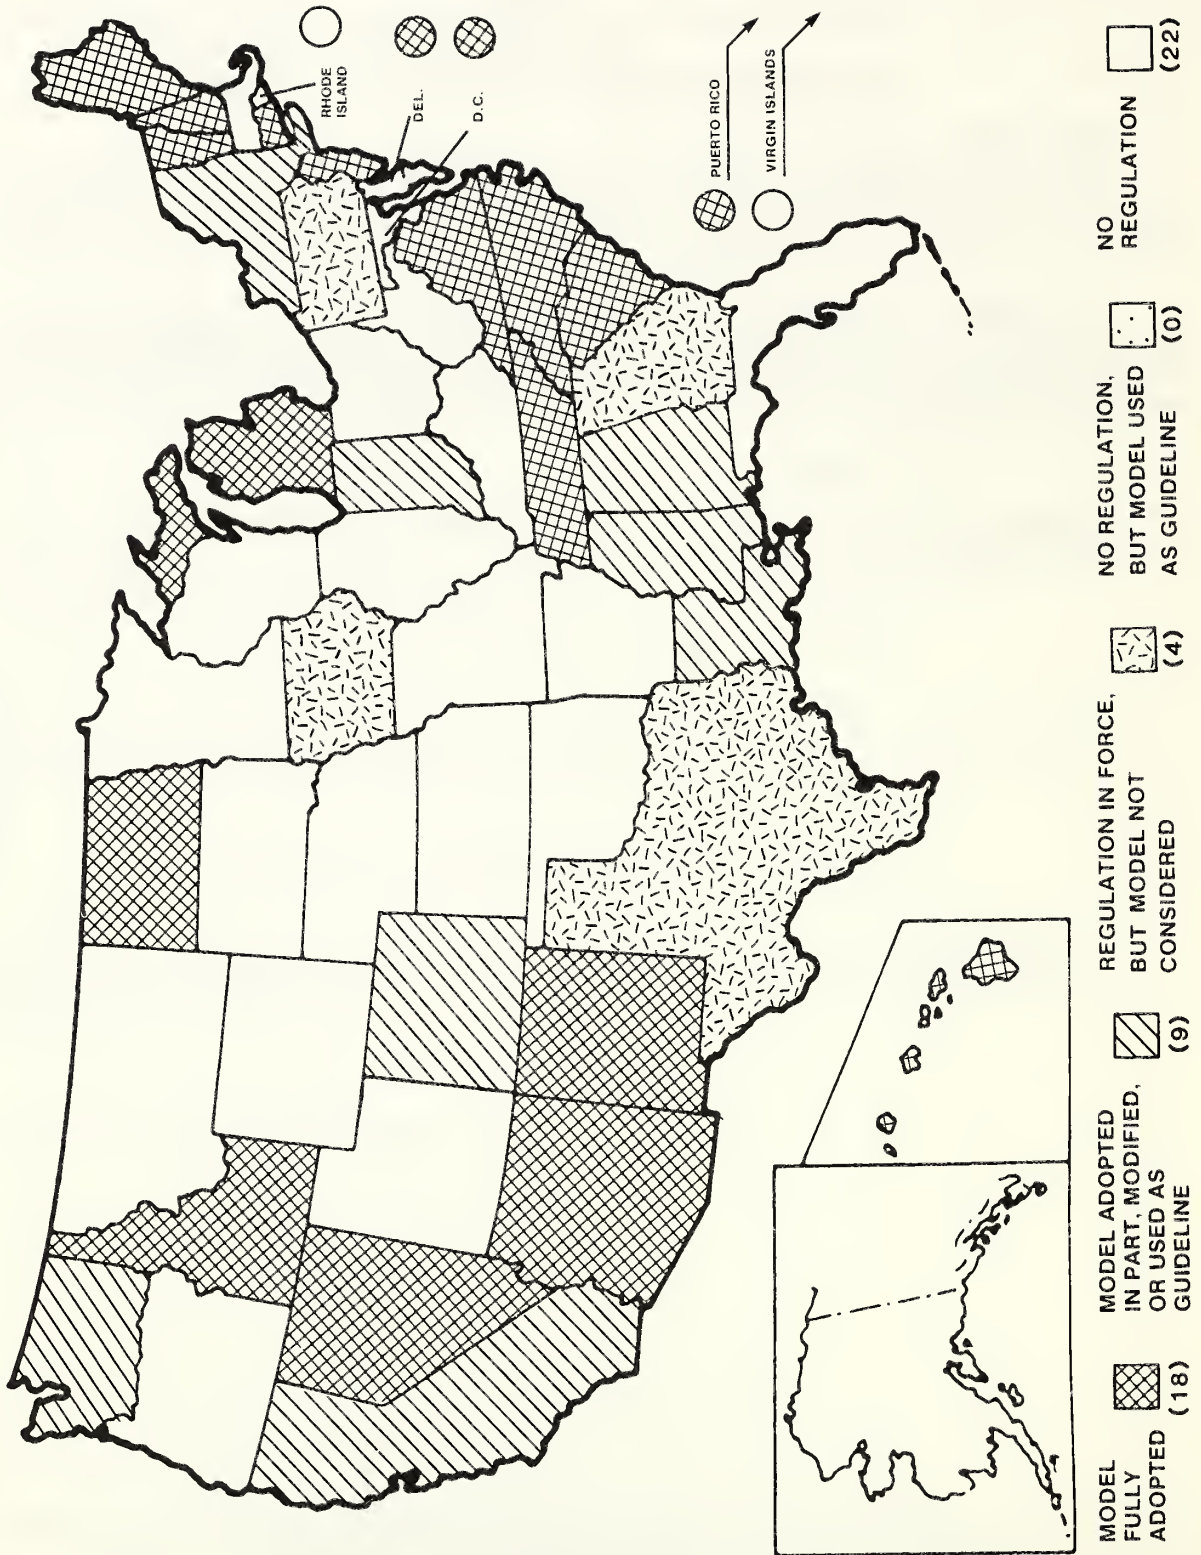 RHODE
ISLAND
DEL.
D.C.
PUERTO RICO
VIRGIN ISLANDS
MODEL
FULLY
ADOPTED
(18)
MODEL ADOPTED
IN PART, MODIFIED,
OR USED AS
GUIDELINE
(9)
REGULATION IN FORCE,
BUT MODEL NOT
CONSIDERED
(4)
NO REGULATION,
BUT MODEL USED
AS GUIDELINE
(0)
NO
REGULATION
(22)